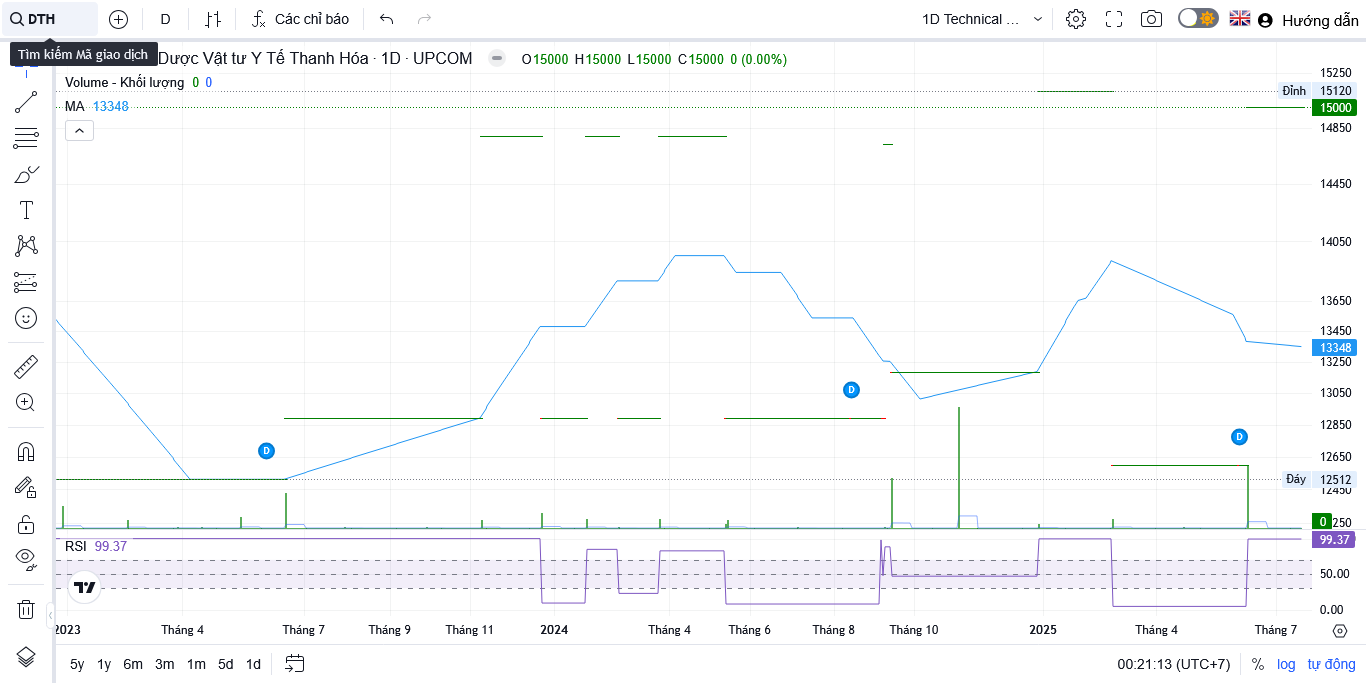 DTH
D
Các chỉ báo
1D Technical ...
Hướng dẫn
Tìm kiếm Mã giao dịch
Dược Vật tư Y Tế Thanh Hóa · 1D · UPCOM
O15000 H15000 L15000 C15000 0 (0.00%)
Volume - Khối lượng 0 0
MA 13348
15250
Đỉnh 15120
15000
14850
14450
14050
13650
13450
13348
13250
13050
12850
12650
Đáy 12512
12450
0
250
D
D
D
RSI 99.37
99.37
50.00
0.00
2023
Tháng 4
Tháng 7
Tháng 9
Tháng 11
2024
Tháng 4
Tháng 6
Tháng 8
Tháng 10
2025
Tháng 4
Tháng 7
5y 1y 6m 3m 1m 5d 1d
00:21:13 (UTC+7)
% log tự động